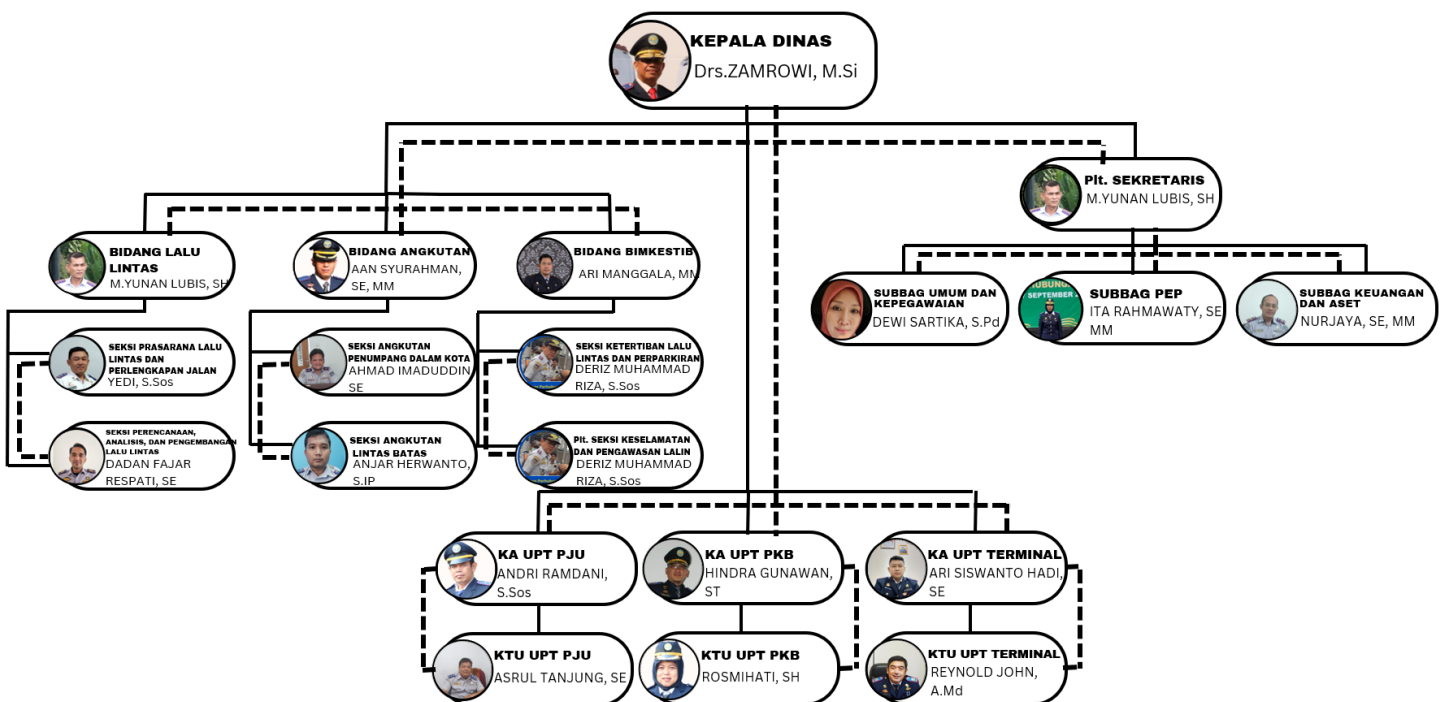 KEPALA DINAS
Drs.ZAMROWI, M.Si
Plt. SEKRETARIS
M.YUNAN LUBIS, SH
BIDANG LALU
LINTAS
M.YUNAN LUBIS, SH
BIDANG ANGKUTAN
AAN SYURAHMAN,
SE, MM
BIDANG BIMKESTIB
ARI MANGGALA, MM
SUBBAG UMUM DAN
KEPEGAWAIAN
DEWI SARTIKA, S.Pd
SEPTEMBER
SUBBAG PEP
ITA RAHMAWATY, SE
MM
SUBBAG KEUANGAN
DAN ASET
NURJAYA, SE, MM
SEKSI PRASARANA LALU
LINTAS DAN
PERLENGKAPAN JALAN
YEDI, S.Sos
SEKSI ANGKUTAN
PENUMPANG DALAM KOTA
AHMAD IMADUDDIN
SE
SEKSI KETERTIBAN LALU
LINTAS DAN PERPARKIRAN
DERIZ MUHAMMAD
RIZA, S.Sos
SEKSI PERENCANAAN,
ANALISIS, DAN PENGEMBANGAN
LALU LINTAS
DADAN FAJAR
RESPATI, SE
SEKSI ANGKUTAN
LINTAS BATAS
ANJAR HERWANTO,
S.IP
Plt. SEKSI KESELAMATAN
DAN PENGAWASAN LALIN
DERIZ MUHAMMAD
RIZA, S.Sos
KA UPT PJU
ANDRI RAMDANI,
S.Sos
KA UPT PKB
HINDRA GUNAWAN,
ST
KA UPT TERMINAL
ARI SISWANTO HADI,
SE
KTU UPT PJU
ASRUL TANJUNG, SE
KTU UPT PKB
ROSMIHATI, SH
KTU UPT TERMINAL
REYNOLD JOHN,
A.Md